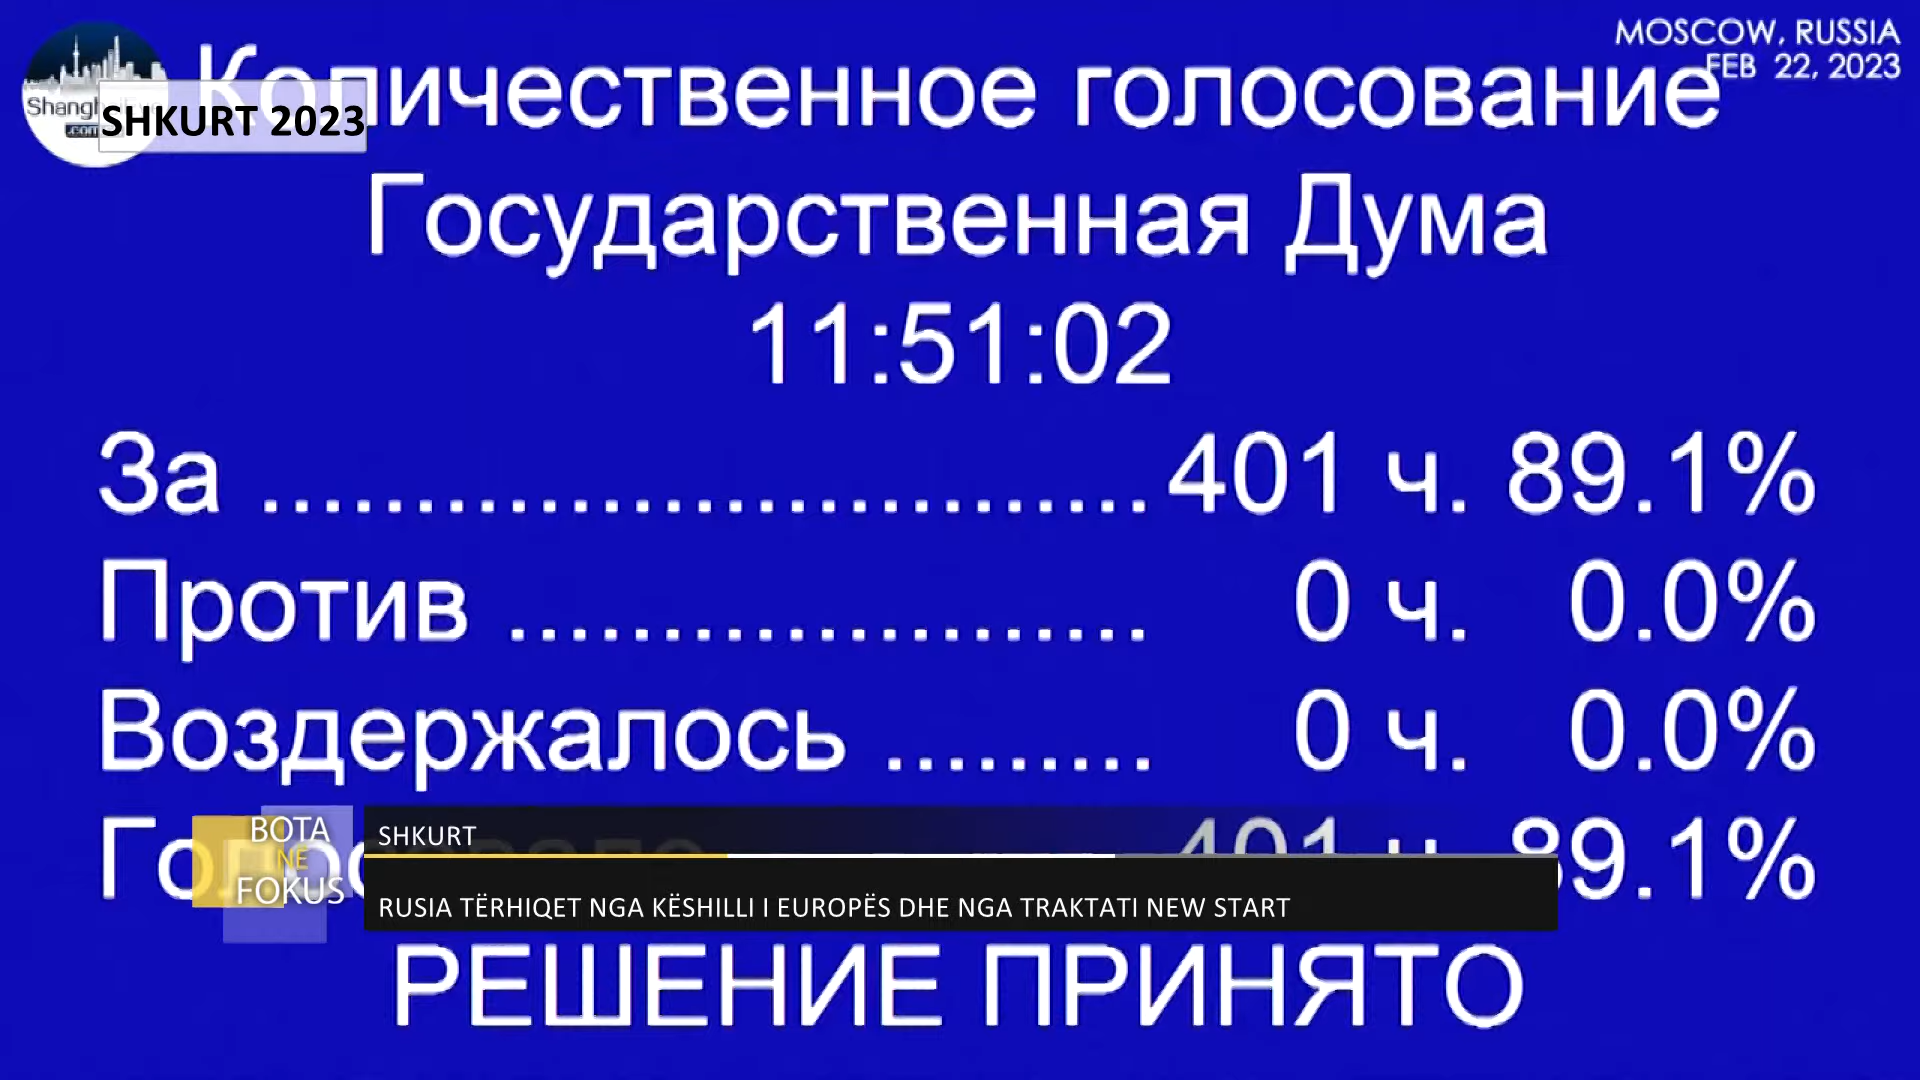 MOSCOW, RUSSIA
FEB 22, 2023
SHKURT 2023
Количественное голосование
Государственная Дума
11:51:02
За ............................. 401 ч. 89.1%
Против ..................... 0 ч. 0.0%
Воздержалось ......... 0 ч. 0.0%
401 ч. 89.1%
BOTA
NE
FOKUS
SHKURT
RUSIA TËRHIQET NGA KËSHILLI I EUROPËS DHE NGA TRAKTATI NEW START
РЕШЕНИЕ ПРИНЯТО